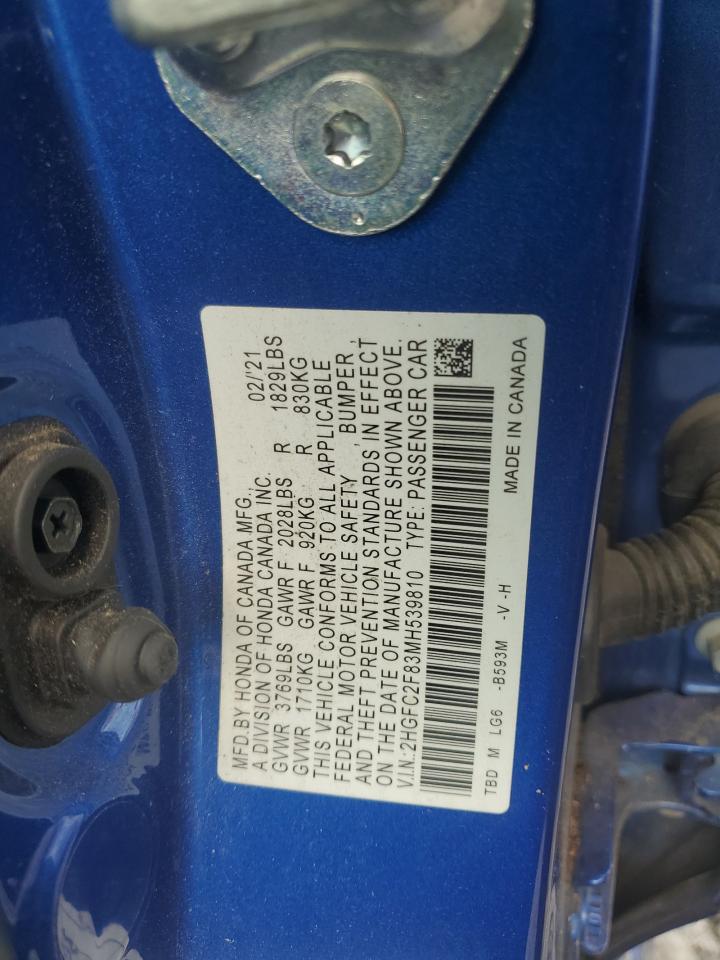 MFD.BY HONDA OF CANADA MFG. 02/'21
A DIVISION OF HONDA CANADA INC.
GVWR 3769LBS GAWR F 2028LBS R 1829LBS
GVWR 1710KG GAWR F 920KG R 830KG
THIS VEHICLE CONFORMS TO ALL APPLICABLE
FEDERAL MOTOR VEHICLE SAFETY, BUMPER,
AND THEFT PREVENTION STANDARDS IN EFFECT
ON THE DATE OF MANUFACTURE SHOWN ABOVE.
V.I.N.:2HGFC2F83MH539810 TYPE: PASSENGER CAR
TBD M LG6 -B593M -V -H
MADE IN CANADA